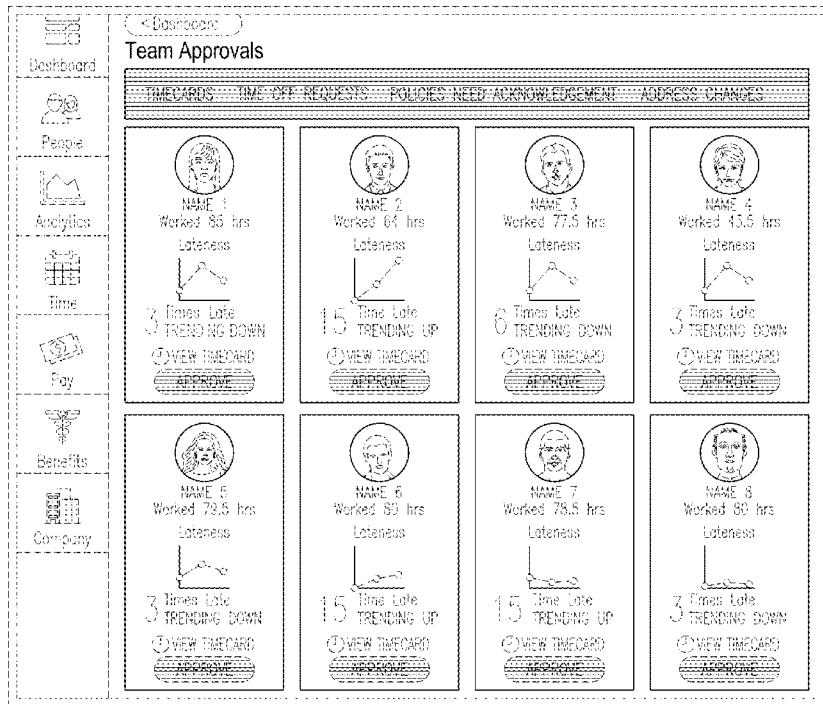 < Dashboard
Team Approvals
Dashboard
People
Analytics
Time
Pay
Benefits
Company
TIMECARDS TIME OFF REQUESTS POLICIES NEED ACKNOWLEDGEMENT ADDRESS CHANGES
NAME 1
Worked 85 hrs
Lateness
3 Times Late
TRENDING DOWN
VIEW TIMECARD
APPROVE
NAME 2
Worked 64 hrs
Lateness
15 Time Late
TRENDING UP
VIEW TIMECARD
APPROVE
NAME 3
Worked 77.5 hrs
Lateness
6 Times Late
TRENDING DOWN
VIEW TIMECARD
APPROVE
NAME 4
Worked 43.5 hrs
Lateness
3 Times Late
TRENDING DOWN
VIEW TIMECARD
APPROVE
NAME 5
Worked 79.5 hrs
Lateness
3 Times Late
TRENDING DOWN
VIEW TIMECARD
APPROVE
NAME 6
Worked 80 hrs
Lateness
15 Time Late
TRENDING UP
VIEW TIMECARD
APPROVE
NAME 7
Worked 78.5 hrs
Lateness
15 Time Late
TRENDING UP
VIEW TIMECARD
APPROVE
NAME 8
Worked 80 hrs
Lateness
3 Times Late
TRENDING DOWN
VIEW TIMECARD
APPROVE